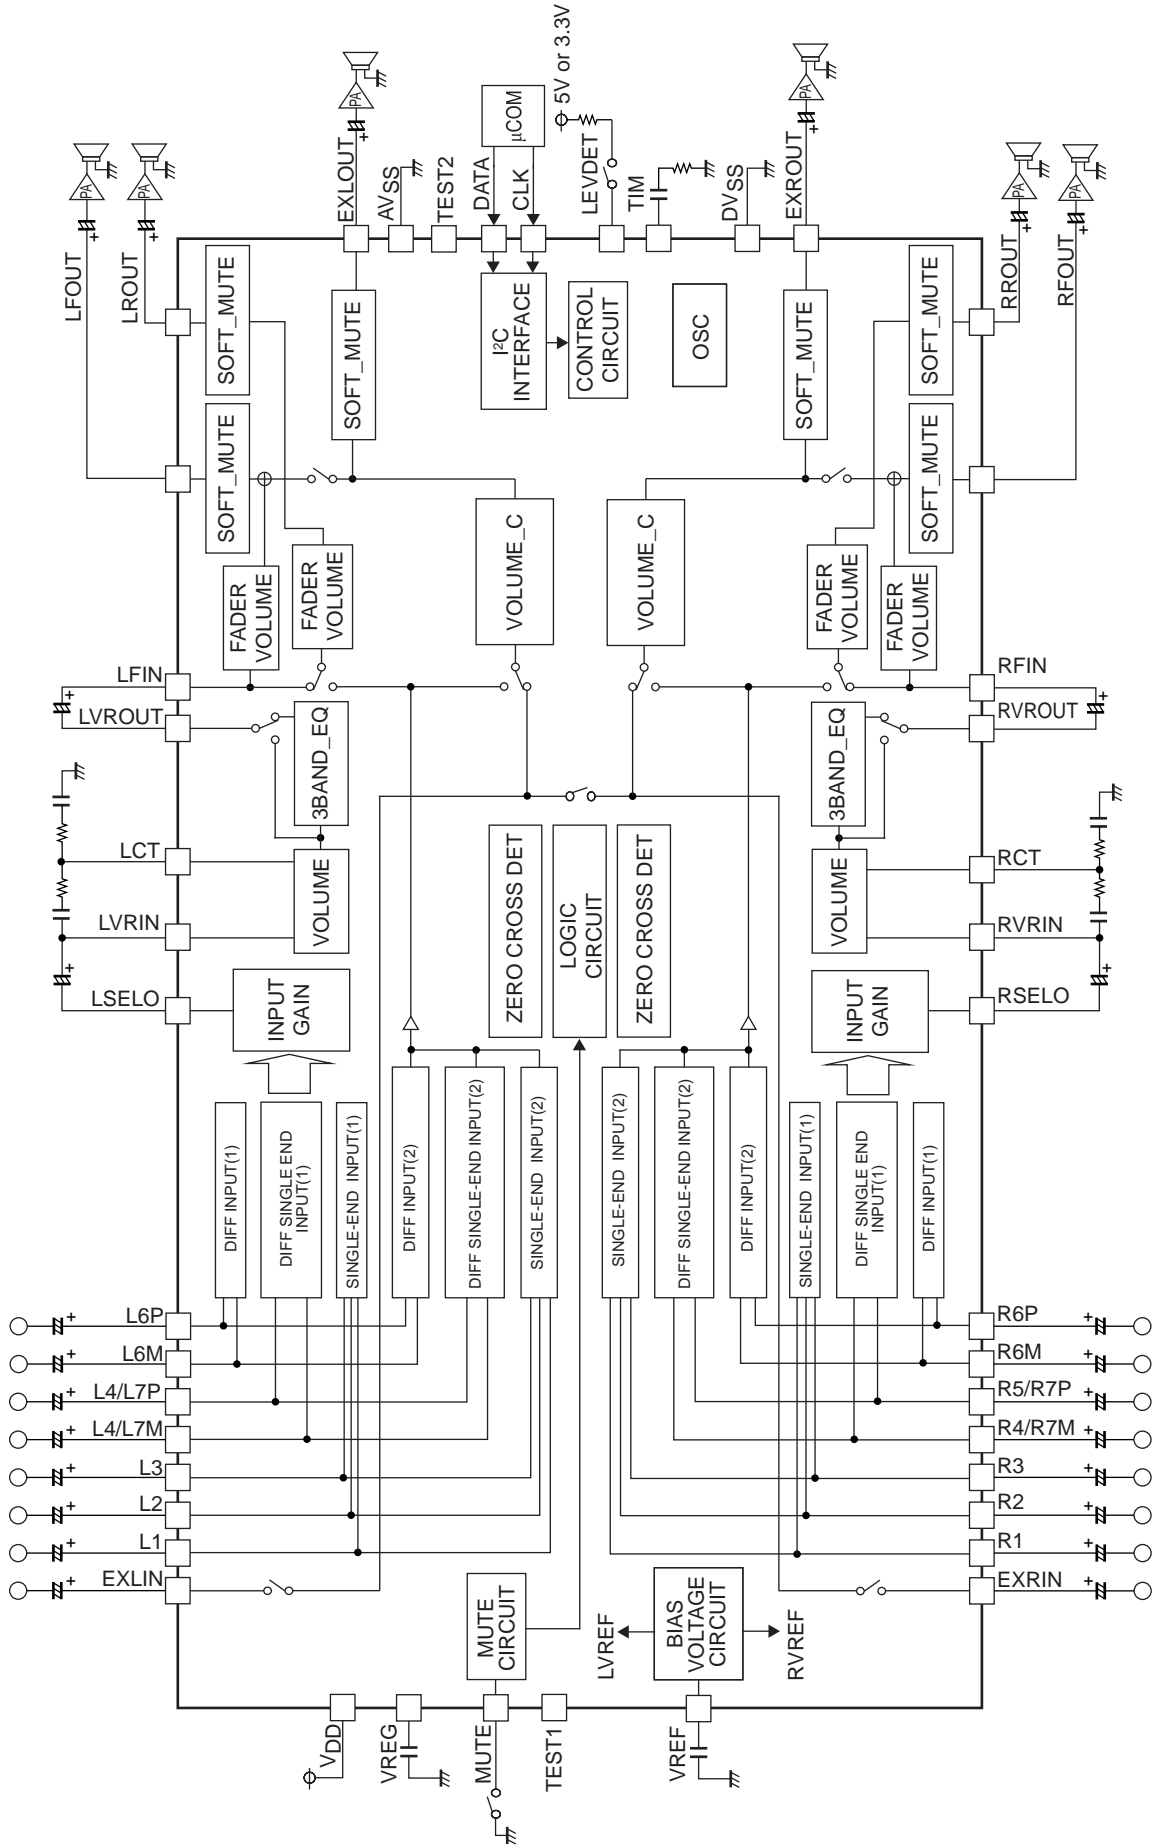 LFOUT
LROUT
PA
PA
EXLOUT
PA
AVSS
TEST2
DATA
CLK
μCOM
LEVDET
5V or 3.3V
TIM
DVSS
EXROUT
PA
RROUT
PA
RFOUT
PA
SOFT_MUTE
SOFT_MUTE
SOFT_MUTE
I²C
INTERFACE
CONTROL
CIRCUIT
OSC
SOFT_MUTE
SOFT_MUTE
SOFT_MUTE
FADER
VOLUME
FADER
VOLUME
VOLUME_C
VOLUME_C
FADER
VOLUME
FADER
VOLUME
LFIN
LVROUT
LCT
LVRIN
LSELO
3BAND_EQ
VOLUME
INPUT
GAIN
ZERO CROSS DET
LOGIC
CIRCUIT
ZERO CROSS DET
3BAND_EQ
VOLUME
INPUT
GAIN
RFIN
RVROUT
RCT
RVRIN
RSELO
DIFF INPUT(1)
DIFF SINGLE END
INPUT(1)
SINGLE-END INPUT(1)
DIFF INPUT(2)
DIFF SINGLE-END INPUT(2)
SINGLE-END INPUT(2)
SINGLE-END INPUT(2)
DIFF SINGLE-END INPUT(2)
DIFF INPUT(2)
SINGLE-END INPUT(1)
DIFF SINGLE END
INPUT(1)
DIFF INPUT(1)
L6P
L6M
L4/L7P
L4/L7M
L3
L2
L1
EXLIN
R6P
R6M
R5/R7P
R4/R7M
R3
R2
R1
EXRIN
MUTE
CIRCUIT
LVREF
BIAS
VOLTAGE
CIRCUIT
RVREF
VDD
VREG
MUTE
TEST1
VREF